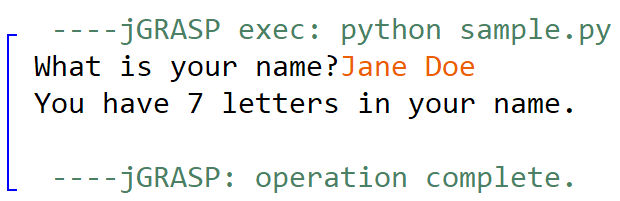 ----jGRASP exec: python sample.py
What is your name?Jane Doe
You have 7 letters in your name.
----jGRASP: operation complete.